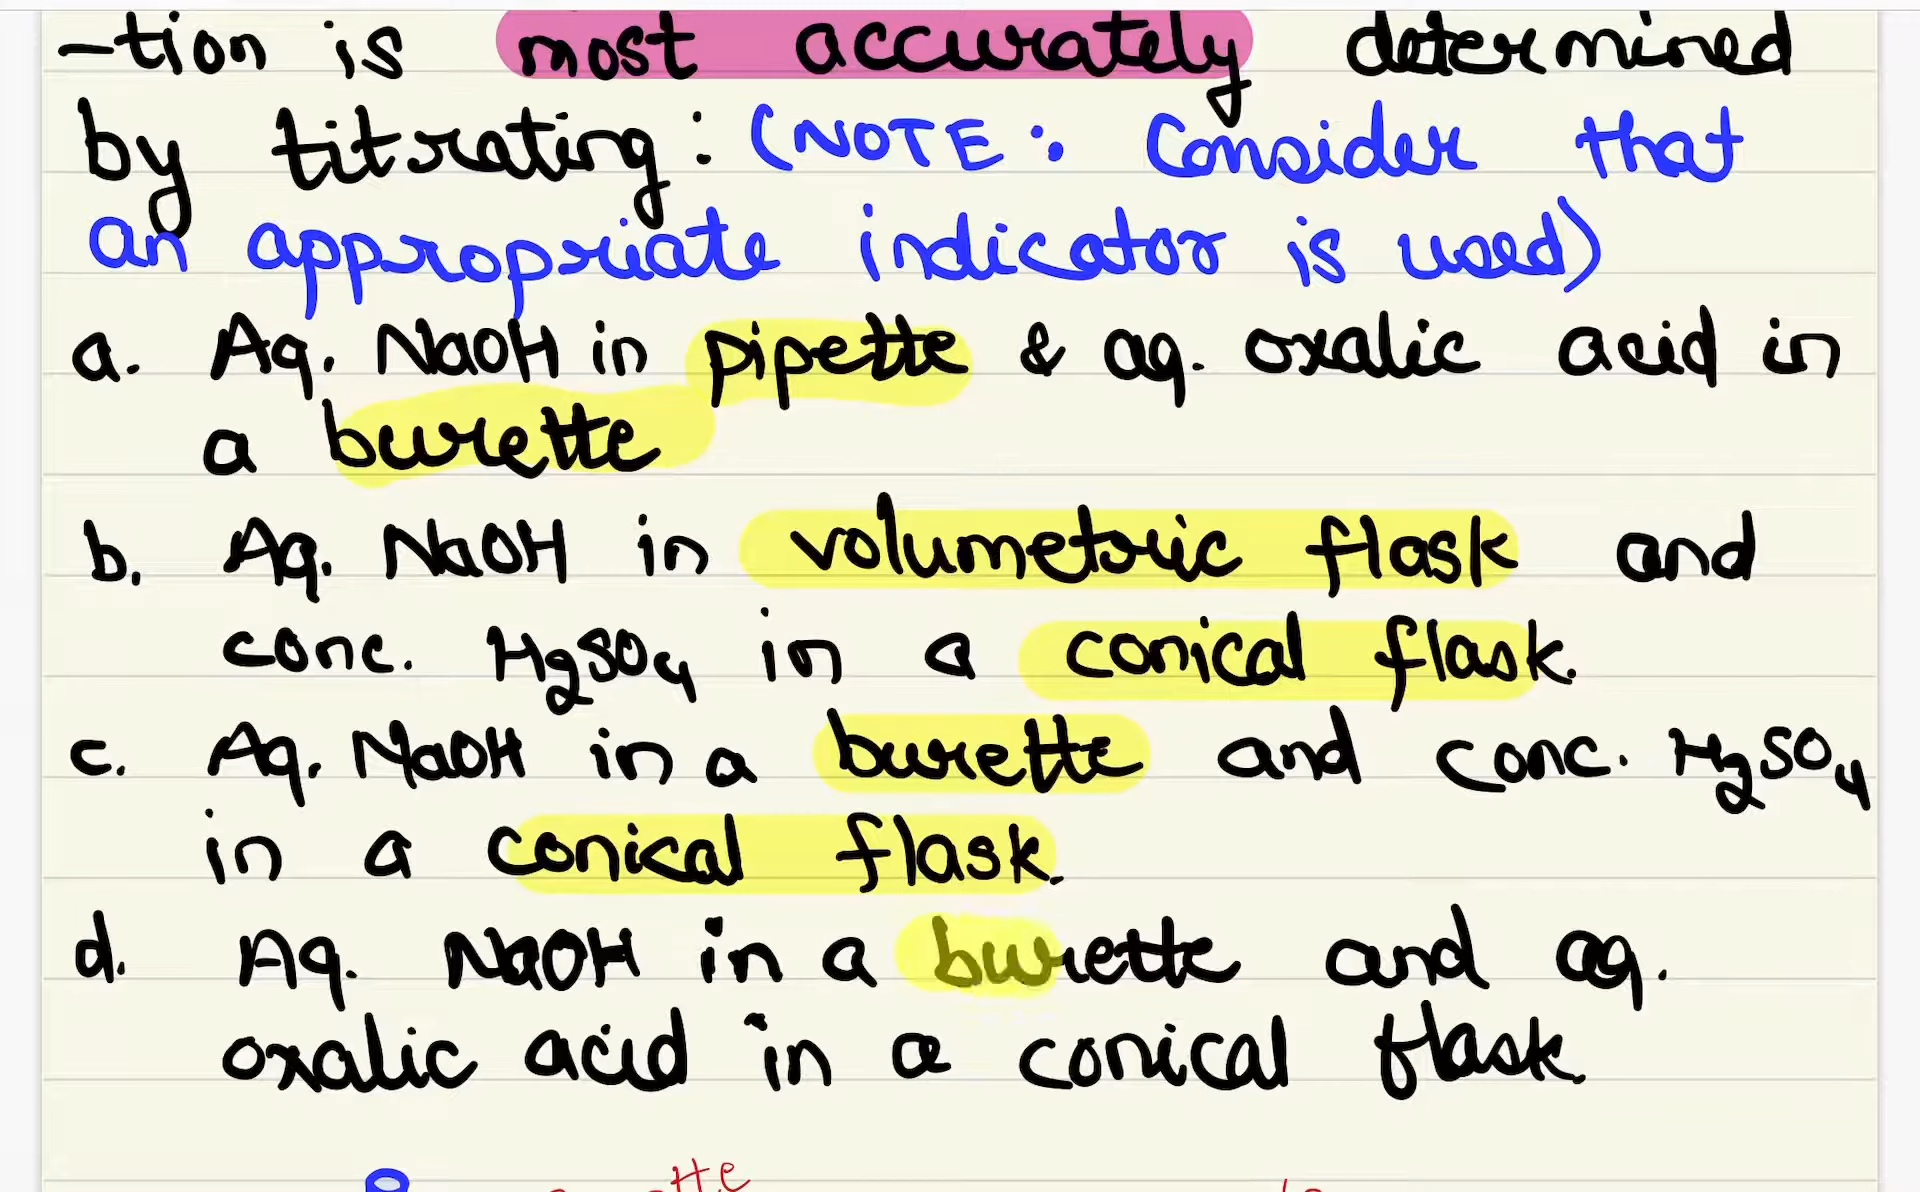 -tion is most accurately determined
by titrating: (NOTE: Consider that
an appropriate indicator is used)
a. Aq. NaOH in pipette & aq. oxalic acid in
a burette
b. Aq. NaOH in volumetric flask and
conc. H2SO4 in a conical flask.
c. Aq. NaOH in a burette and conc. H2SO4
in a conical flask.
d. Aq. NaOH in a burette and aq.
oxalic acid in a conical flask.